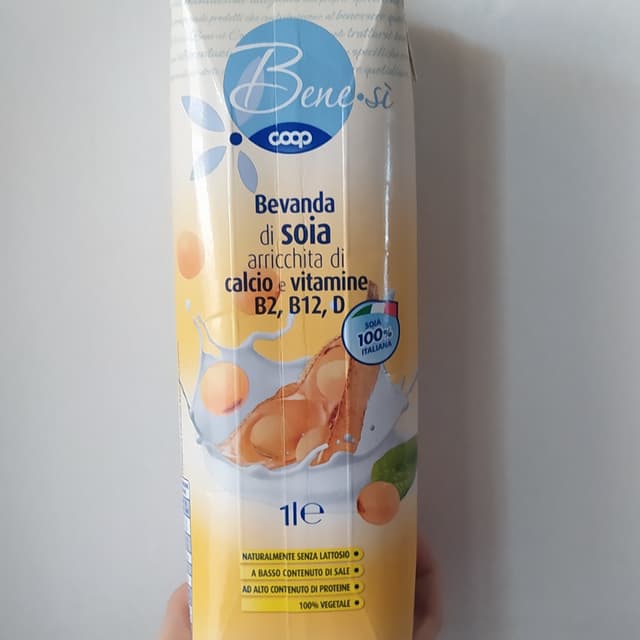 Bene.sì
coop
Bevanda
di soia
arricchita di
calcio e vitamine
B2, B12, D
SOIA
100%
ITALIANA
1l e
NATURALMENTE SENZA LATTOSIO
A BASSO CONTENUTO DI SALE
AD ALTO CONTENUTO DI PROTEINE
100% VEGETALE